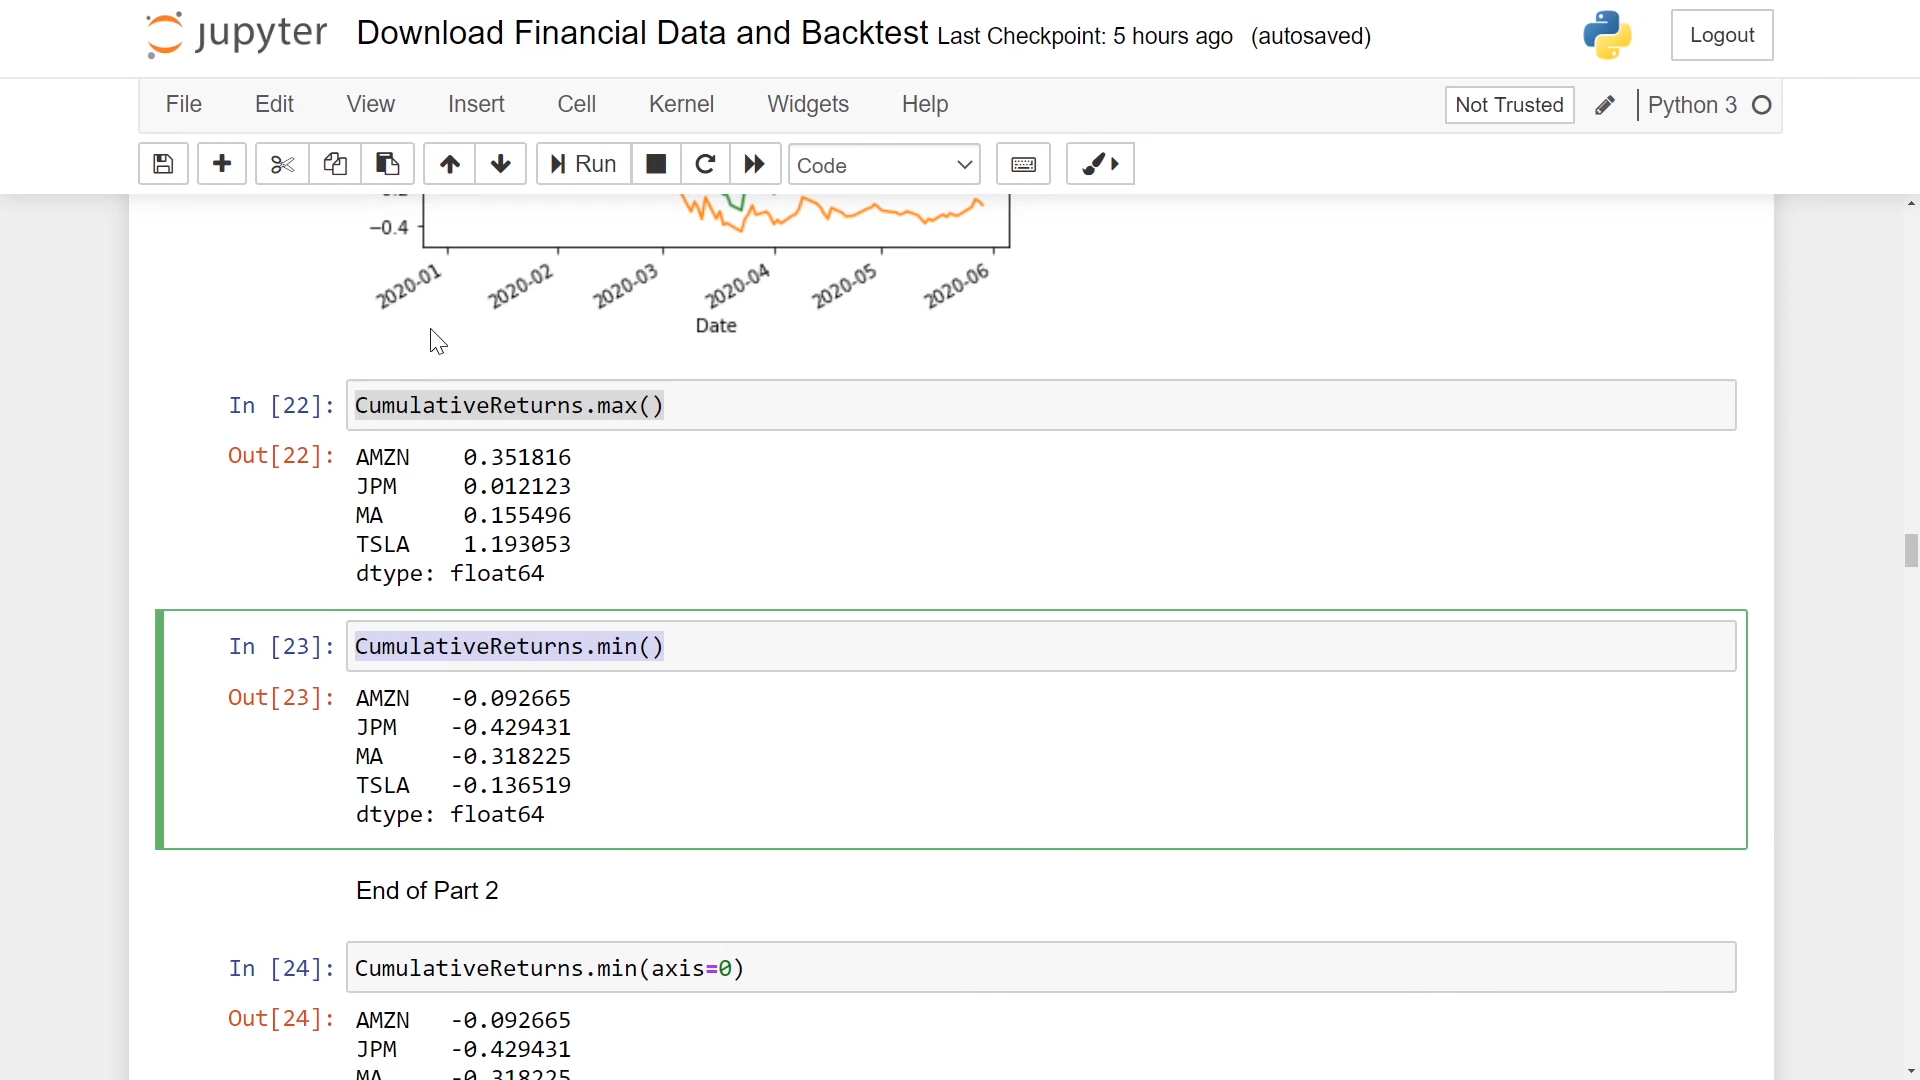 jupyter Download Financial Data and Backtest Last Checkpoint: 5 hours ago (autosaved) Logout
File Edit View Insert Cell Kernel Widgets Help Not Trusted Python 3
Run Code
−0.4
2020-01 2020-02 2020-03 2020-04 2020-05 2020-06
Date
In [22]: CumulativeReturns.max()
Out[22]: AMZN 0.351816
JPM 0.012123
MA 0.155496
TSLA 1.193053
dtype: float64
In [23]: CumulativeReturns.min()
Out[23]: AMZN -0.092665
JPM -0.429431
MA -0.318225
TSLA -0.136519
dtype: float64
End of Part 2
In [24]: CumulativeReturns.min(axis=0)
Out[24]: AMZN -0.092665
JPM -0.429431
MA -0.318225